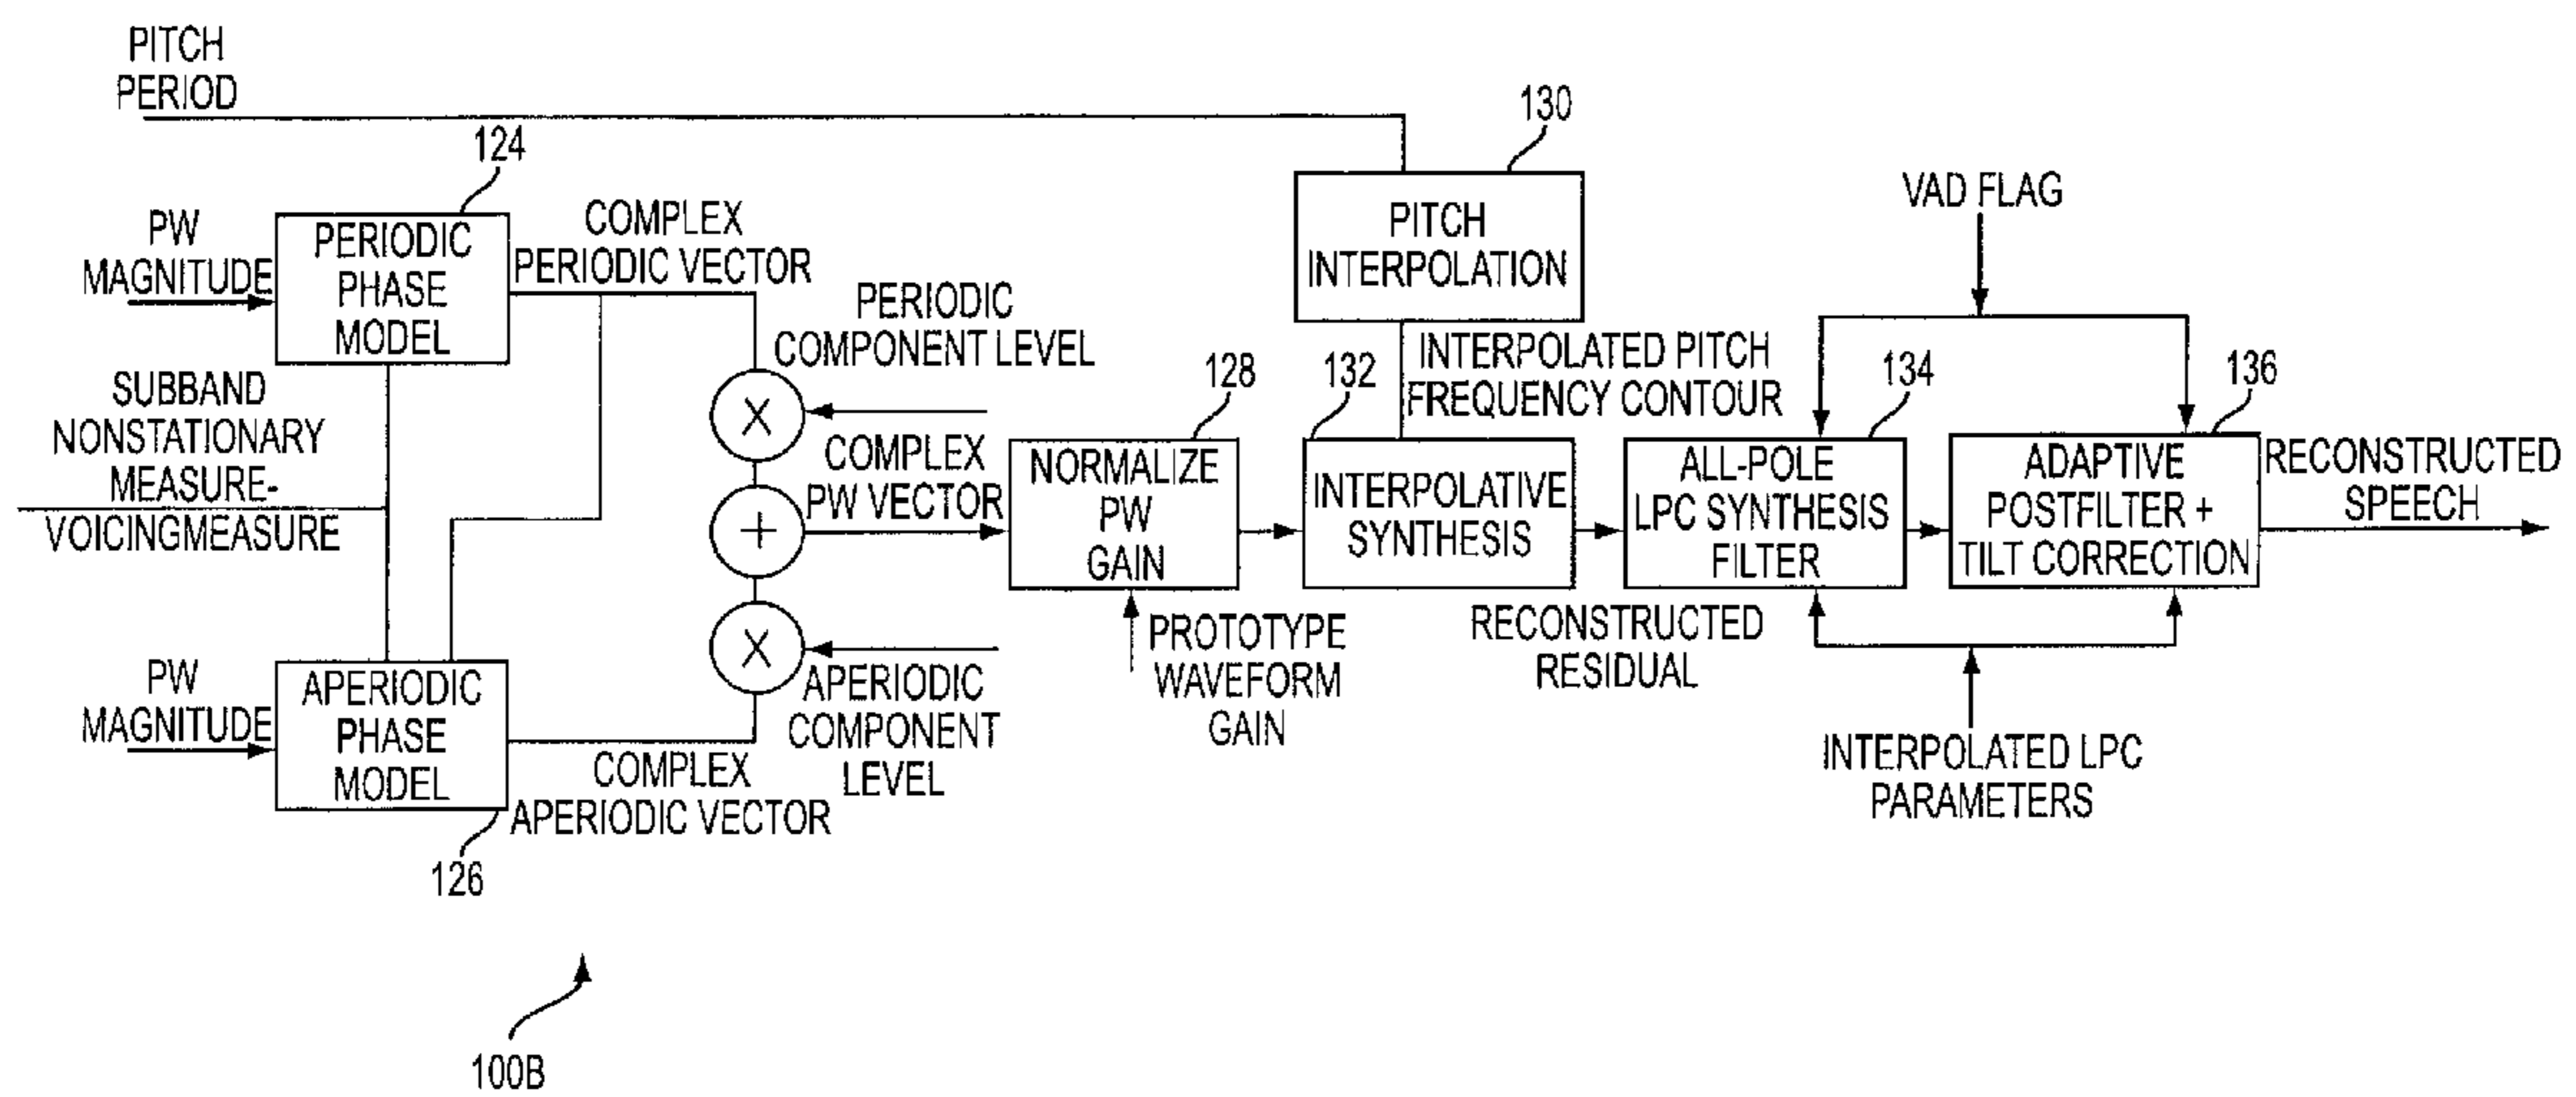 PITCH
PERIOD
130
124
VAD FLAG
PW
MAGNITUDE
PERIODIC
PHASE
MODEL
COMPLEX
PERIODIC VECTOR
PITCH
INTERPOLATION
PERIODIC
COMPONENT LEVEL
INTERPOLATED PITCH
FREQUENCY CONTOUR
128
132
134
136
SUBBAND
NONSTATIONARY
MEASURE-
VOICINGMEASURE
X
+
X
COMPLEX
PW VECTOR
NORMALIZE
PW
GAIN
INTERPOLATIVE
SYNTHESIS
ALL-POLE
LPC SYNTHESIS
FILTER
ADAPTIVE
POSTFILTER +
TILT CORRECTION
RECONSTRUCTED
SPEECH
PROTOTYPE
WAVEFORM
GAIN
RECONSTRUCTED
RESIDUAL
PW
MAGNITUDE
APERIODIC
PHASE
MODEL
APERIODIC
COMPONENT
LEVEL
COMPLEX
APERIODIC VECTOR
INTERPOLATED LPC
PARAMETERS
126
100B